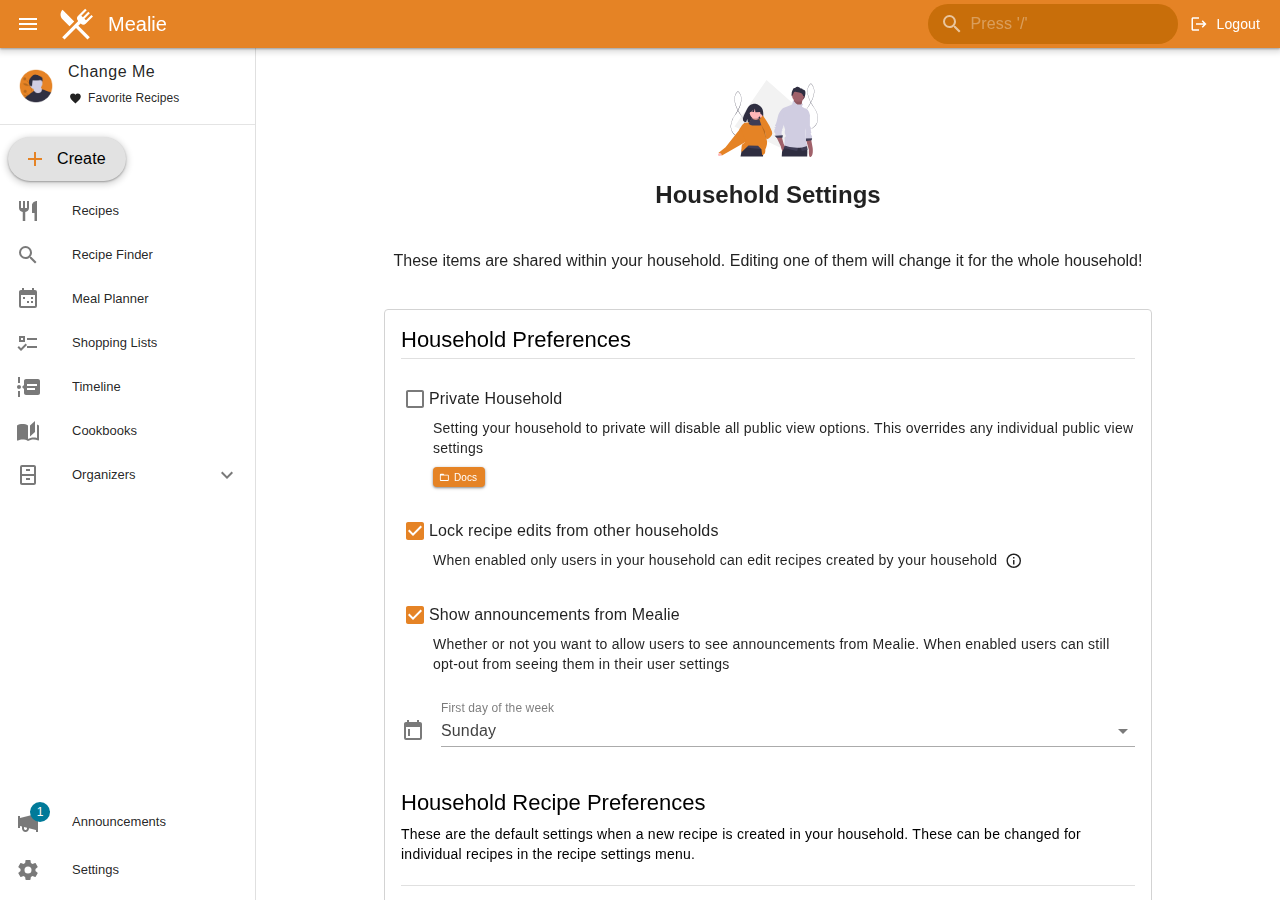 Mealie
Press '/'
Logout
Change Me
Favorite Recipes
Create
Recipes
Recipe Finder
Meal Planner
Shopping Lists
Timeline
Cookbooks
Organizers
1
Announcements
Settings
Household Settings
These items are shared within your household. Editing one of them will change it for the whole household!
Household Preferences
Private Household
Setting your household to private will disable all public view options. This overrides any individual public view
settings
Docs
Lock recipe edits from other households
When enabled only users in your household can edit recipes created by your household
Show announcements from Mealie
Whether or not you want to allow users to see announcements from Mealie. When enabled users can still
opt-out from seeing them in their user settings
First day of the week
Sunday
Household Recipe Preferences
These are the default settings when a new recipe is created in your household. These can be changed for
individual recipes in the recipe settings menu.